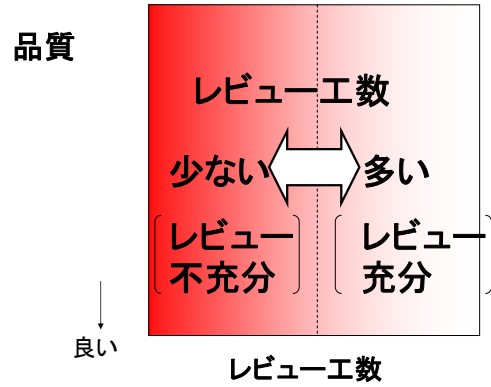 品質
レビュー工数
少ない
多い
レビュー
不充分
レビュー
充分
良い
レビュー工数